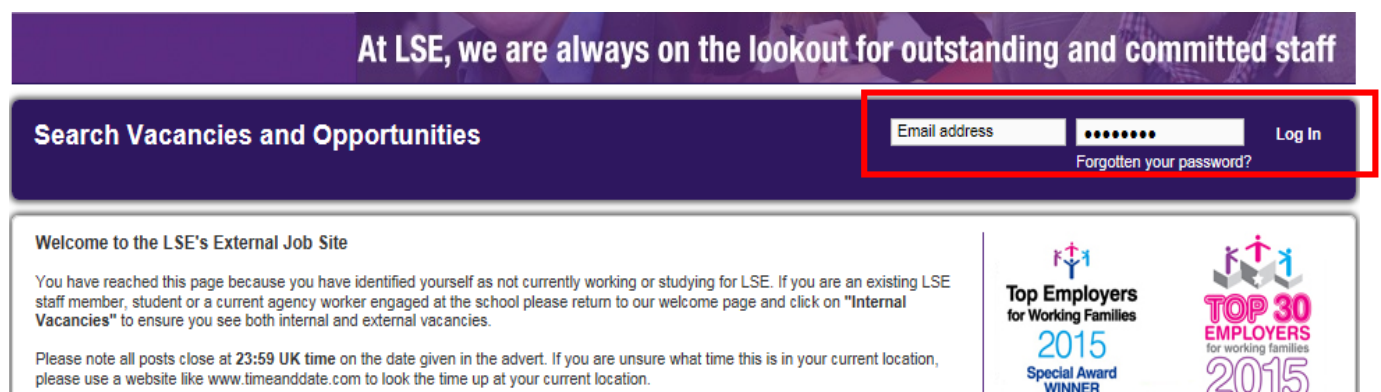 At LSE, we are always on the lookout for outstanding and committed staff
Search Vacancies and Opportunities
Email address
Log In
Forgotten your password?
Welcome to the LSE's External Job Site
You have reached this page because you have identified yourself as not currently working or studying for LSE. If you are an existing LSE
staff member, student or a current agency worker engaged at the school please return to our welcome page and click on "Internal
Vacancies" to ensure you see both internal and external vacancies.
Please note all posts close at 23:59 UK time on the date given in the advert. If you are unsure what time this is in your current location,
please use a website like www.timeanddate.com to look the time up at your current location.
Top Employers
for Working Families
2015
Special Award
WINNER
TOP 30
EMPLOYERS
for working families
2015